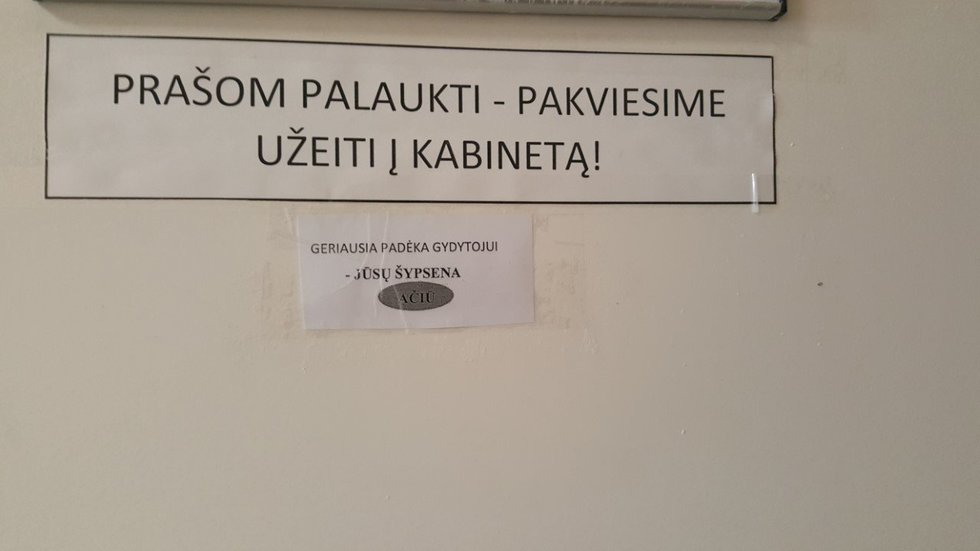 PRAŠOM PALAUKTI - PAKVIESIME
UŽEITI Į KABINETĄ!
GERIAUSIA PADĖKA GYDYTOJUI
- JŪSŲ ŠYPSENA
AČIŪ